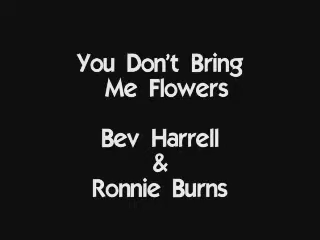 You Don't Bring
Me Flowers
Bev Harrell
&
Ronnie Burns